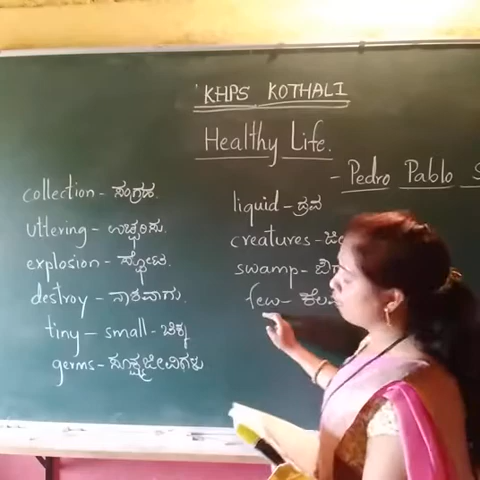 'KHPS KOTHALI
Healthy Life.
- Pedro Pablo
collection - ಸಂಗ್ರಹ.
uttering - ಉಚ್ಛರಿಸು.
explosion - ಸ್ಫೋಟ
destroy - ನಾಶವಾಗು.
tiny - small - ಚಿಕ್ಕ
germs - ಸೂಕ್ಷ್ಮಜೀವಿಗಳು
liquid - ದ್ರವ
creatures -
swamp -
few -